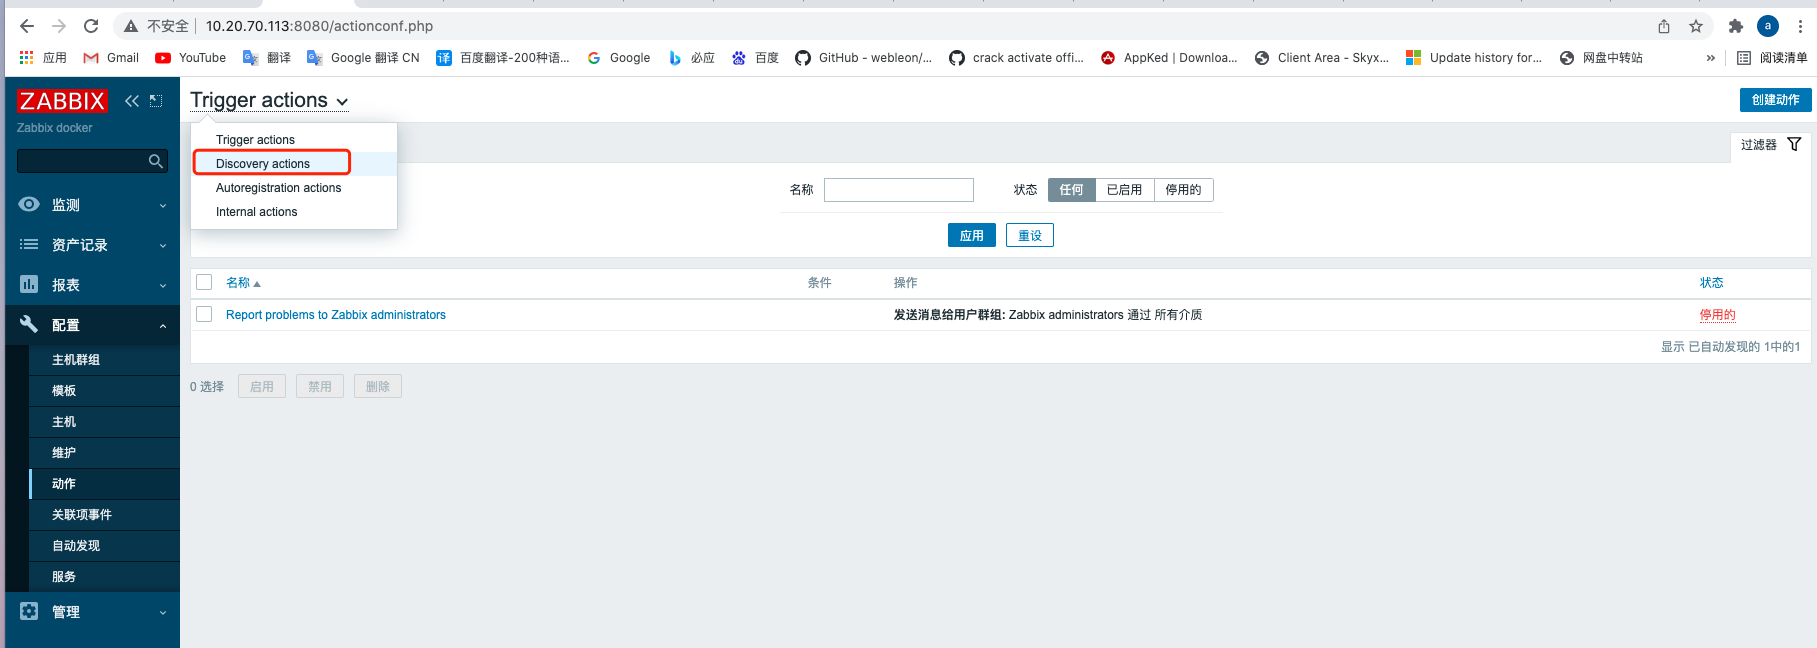 不安全 10.20.70.113:8080/actionconf.php a
应用 Gmail YouTube 翻译 Google 翻译 CN 译 百度翻译-200种语... Google 必应 百度 GitHub - webleon/... crack activate offi... AppKed | Downloa... Client Area - Skyx... Update history for... 网盘中转站 » 阅读清单
ZABBIX
Zabbix docker
监测
资产记录
报表
配置
主机群组
模板
主机
维护
动作
关联项事件
自动发现
服务
管理
Trigger actions
创建动作
Trigger actions
Discovery actions
Autoregistration actions
Internal actions
过滤器
名称 状态 任何 已启用 停用的
应用 重设
名称 条件 操作 状态
Report problems to Zabbix administrators 发送消息给用户群组: Zabbix administrators 通过 所有介质 停用的
显示 已自动发现的 1中的1
0 选择 启用 禁用 删除